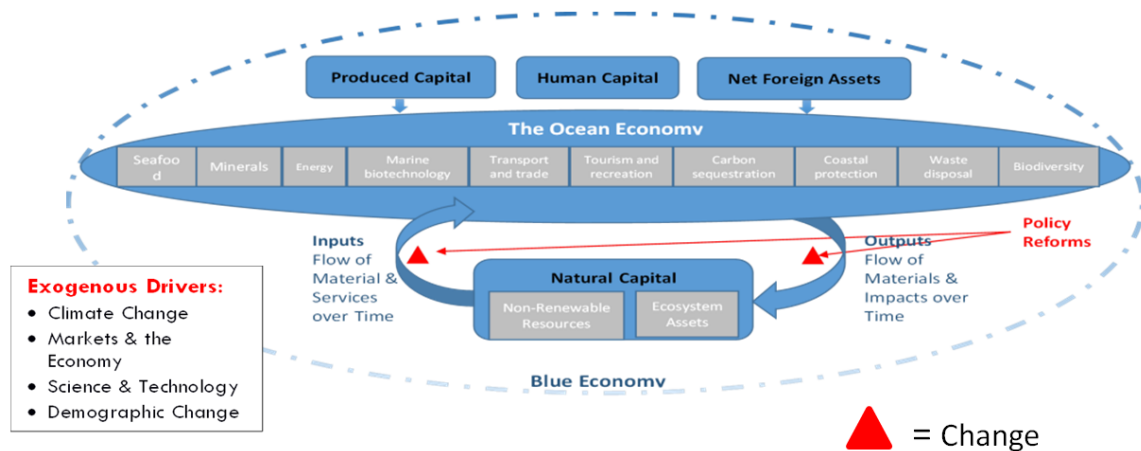 Produced Capital
Human Capital
Net Foreign Assets
The Ocean Economy
Seafoo
d
Minerals
Energy
Marine
biotechnology
Transport
and trade
Tourism and
recreation
Carbon
sequestration
Coastal
protection
Waste
disposal
Biodiversity
Inputs
Flow of
Material &
Services
over Time
Outputs
Flow of
Materials &
Impacts over
Time
Policy
Reforms
Natural Capital
Non-Renewable
Resources
Ecosystem
Assets
Exogenous Drivers:
• Climate Change
• Markets & the
Economy
• Science & Technology
• Demographic Change
Blue Economy
= Change